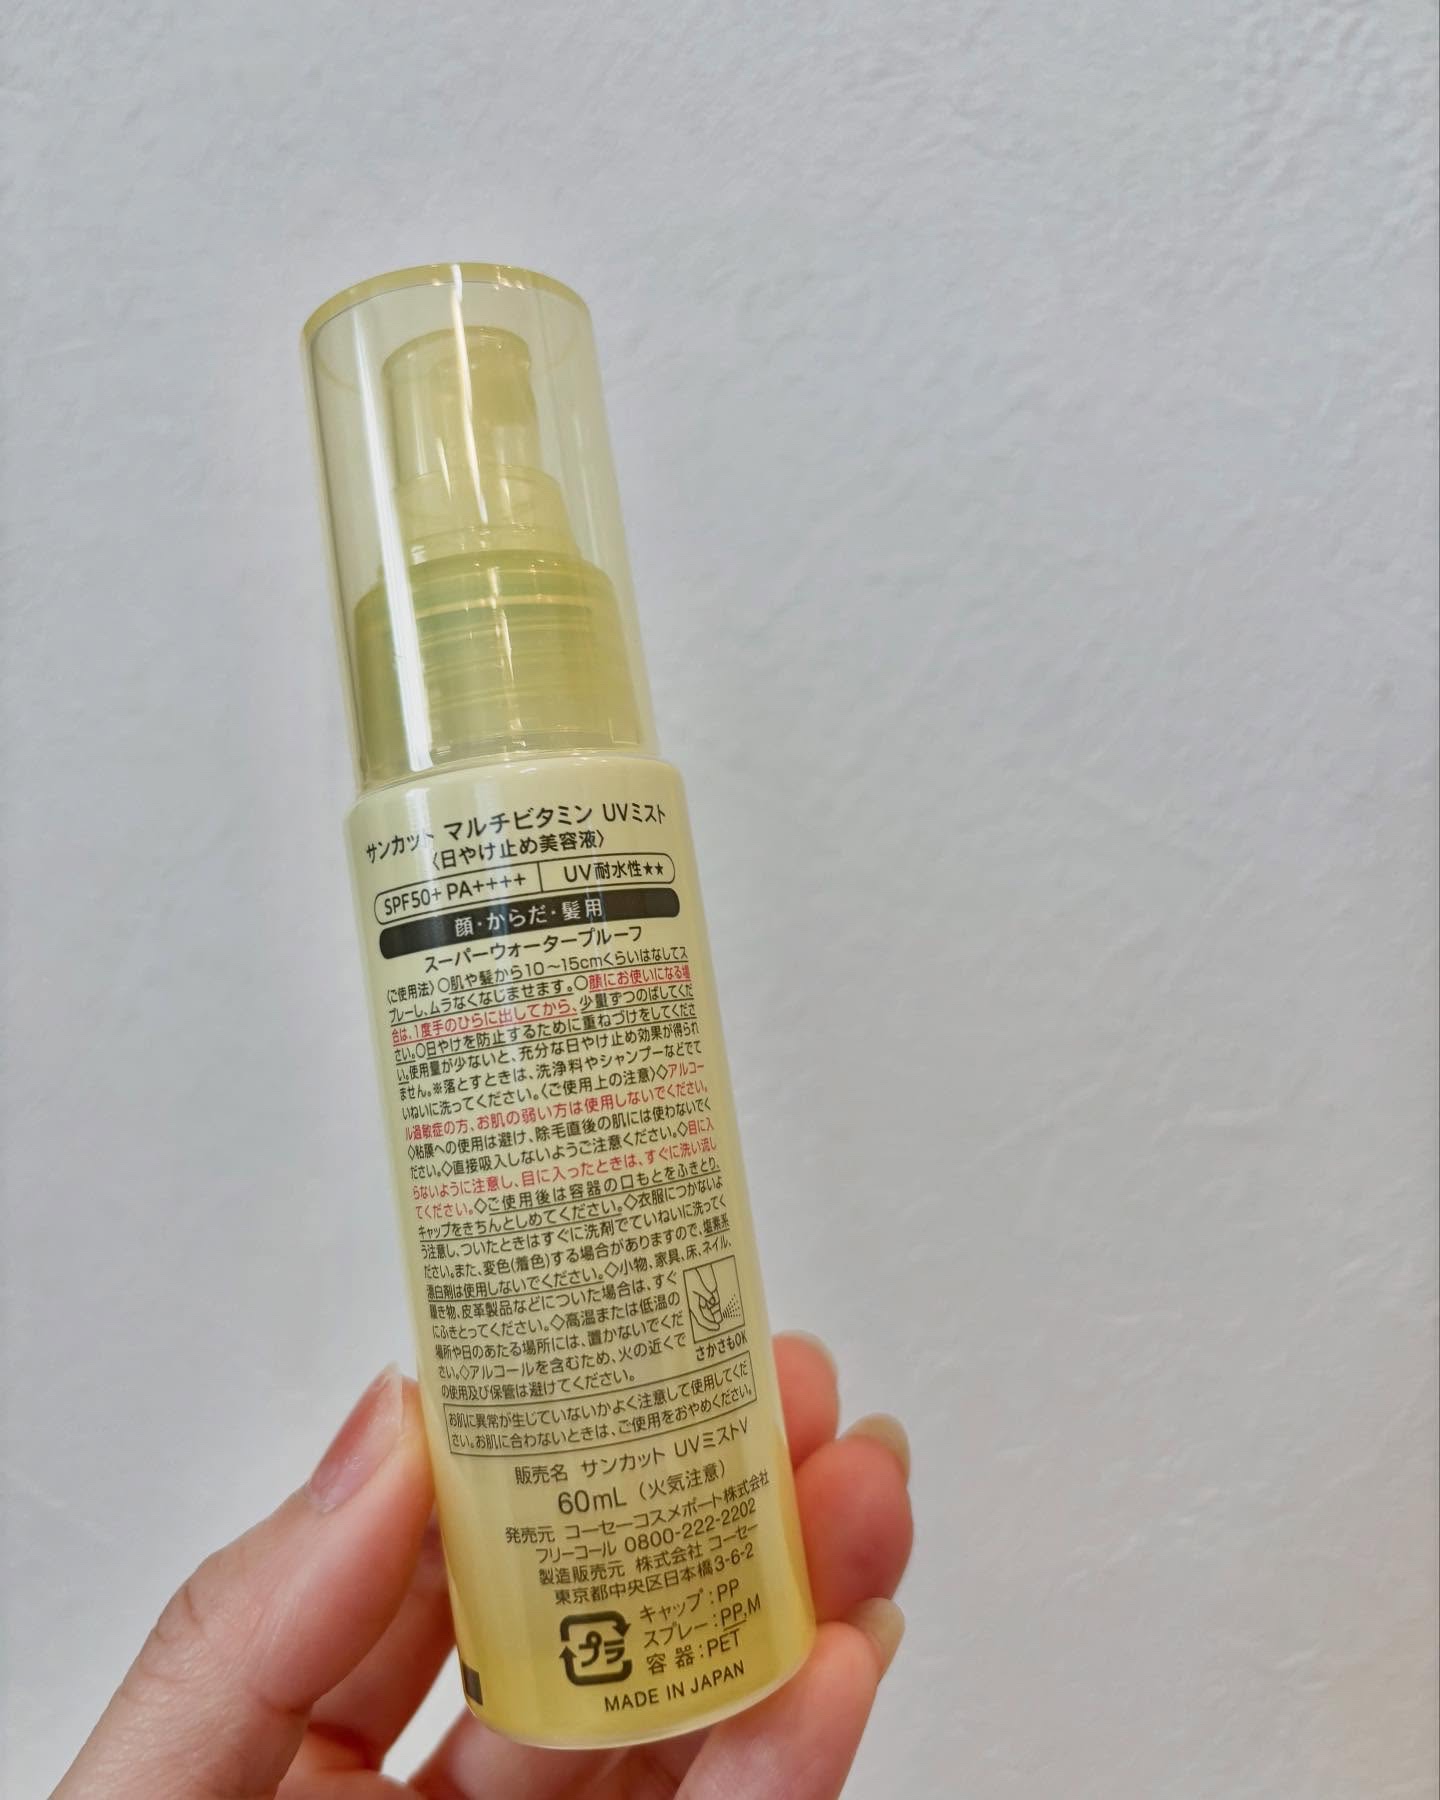 サンカット マルチビタミン UVミスト
〈日やけ止め美容液〉
SPF50+ PA++++ UV耐水性★★
顔・からだ・髪用
スーパーウォータープルーフ
〈ご使用法〉○肌や髪から10～15cmくらいはなしてス
プレーし、ムラなくなじませます。○顔にお使いになる場
合は、1度手のひらに出してから、少量ずつのばしてくだ
さい。○日やけを防止するために重ねづけをしてくださ
い。使用量が少ないと、充分な日やけ止め効果が得られ
ません。※落とすときは、洗浄料やシャンプーなどでて
いねいに洗ってください。〈ご使用上の注意〉◇アルコー
ル過敏症の方、お肌の弱い方は使用しないでください。
◇粘膜への使用は避け、除毛直後の肌には使わないでく
ださい。◇直接吸入しないようご注意ください。◇目に入
らないように注意し、目に入ったときは、すぐに洗い流し
てください。◇ご使用後は容器の口もとをふきとり、
キャップをきちんとしめてください。◇衣服につかないよ
う注意し、ついたときはすぐに洗剤でていねいに洗ってく
ださい。また、変色(着色)する場合がありますので、塩素系
漂白剤は使用しないでください。◇小物、家具、床、ネイル、
履き物、皮革製品などについた場合は、すぐ
にふきとってください。◇高温または低温の
場所や日のあたる場所には、置かないでくだ
さい。◇アルコールを含むため、火の近くで
の使用及び保管は避けてください。
さかさもOK
お肌に異常が生じていないかよく注意して使用してくだ
さい。お肌に合わないときは、ご使用をおやめください。
販売名 サンカット UVミストV
60mL（火気注意）
発売元 コーセーコスメポート株式会社
フリーコール 0800-222-2202
製造販売元 株式会社 コーセー
東京都中央区日本橋3-6-2
プラ
キャップ：PP
スプレー：PP,M
容器：PET
MADE IN JAPAN